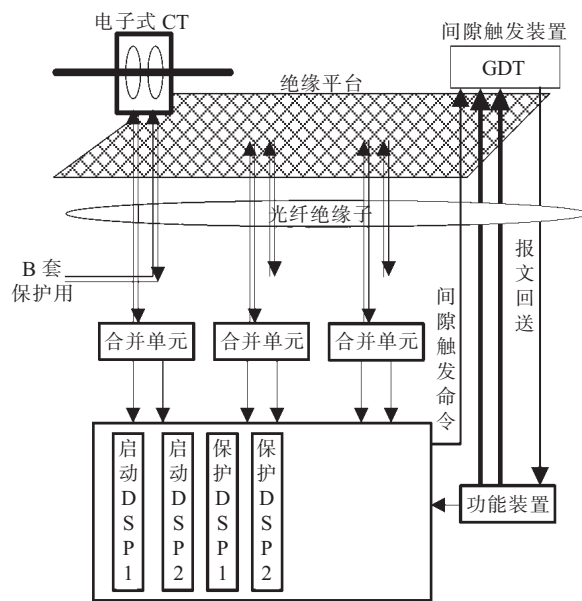 电子式 CT
间隙触发装置
GDT
绝缘平台
光纤绝缘子
B 套
保护用
间隙触发命令
报文回送
合并单元
合并单元
合并单元
启动DSP1
启动DSP2
保护DSP1
保护DSP2
功能装置